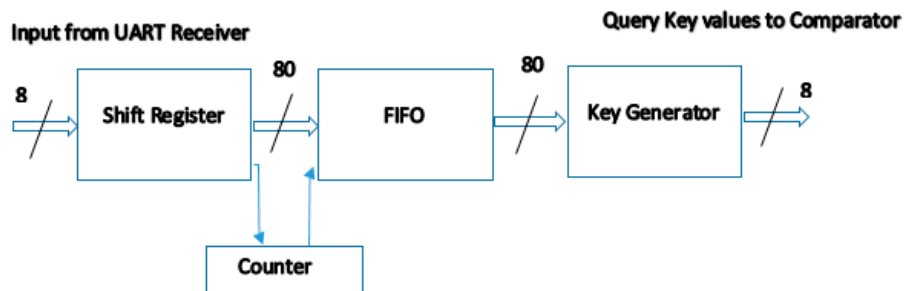 Query Key values to Comparator
Input from UART Receiver
8
80
80
8
Shift Register
FIFO
Key Generator
Counter